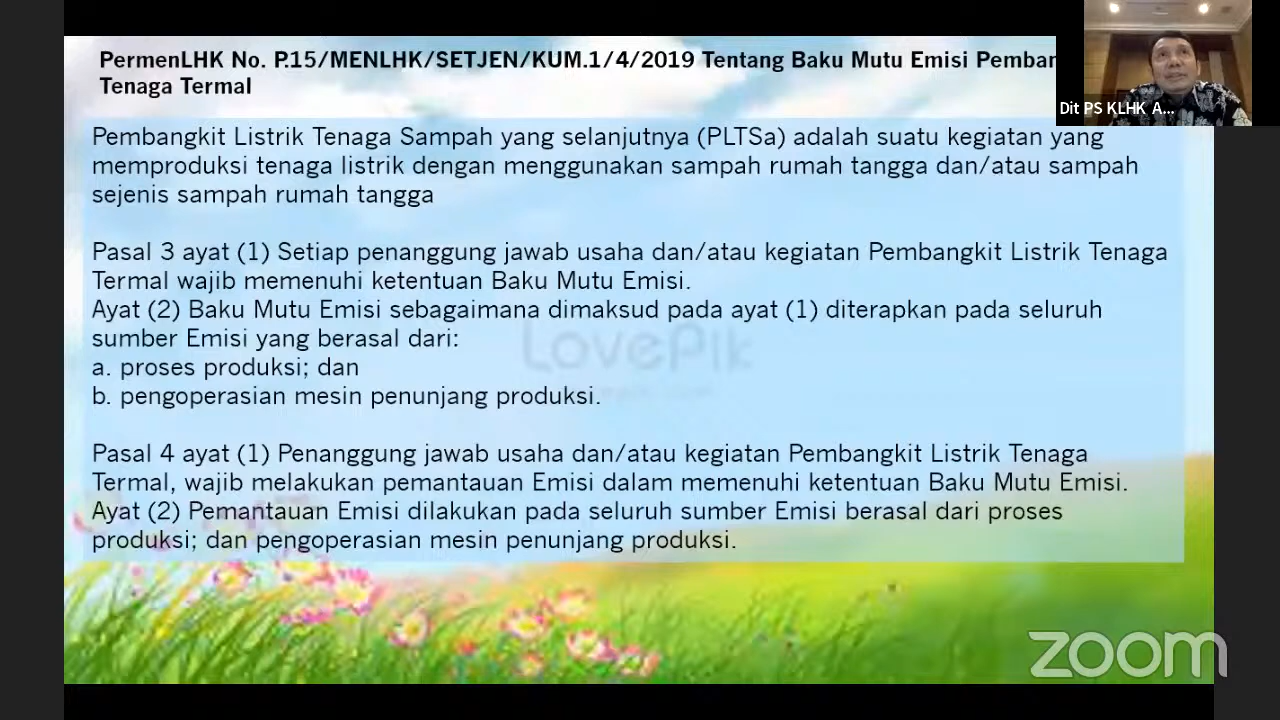 PermenLHK No. P.15/MENLHK/SETJEN/KUM.1/4/2019 Tentang Baku Mutu Emisi Pemban
Tenaga Termal
Dit PS KLHK A...
Pembangkit Listrik Tenaga Sampah yang selanjutnya (PLTSa) adalah suatu kegiatan yang
memproduksi tenaga listrik dengan menggunakan sampah rumah tangga dan/atau sampah
sejenis sampah rumah tangga
Pasal 3 ayat (1) Setiap penanggung jawab usaha dan/atau kegiatan Pembangkit Listrik Tenaga
Termal wajib memenuhi ketentuan Baku Mutu Emisi.
Ayat (2) Baku Mutu Emisi sebagaimana dimaksud pada ayat (1) diterapkan pada seluruh
sumber Emisi yang berasal dari:
LovePik
a. proses produksi; dan
b. pengoperasian mesin penunjang produksi.
Pasal 4 ayat (1) Penanggung jawab usaha dan/atau kegiatan Pembangkit Listrik Tenaga
Termal, wajib melakukan pemantauan Emisi dalam memenuhi ketentuan Baku Mutu Emisi.
Ayat (2) Pemantauan Emisi dilakukan pada seluruh sumber Emisi berasal dari proses
produksi; dan pengoperasian mesin penunjang produksi.
zoom